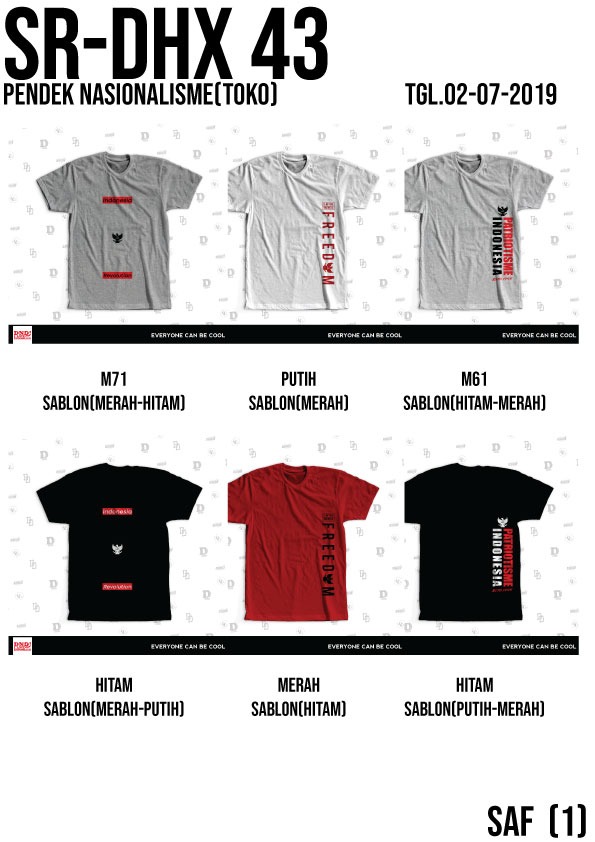 SR-DHX 43
PENDEK NASIONALISME(TOKO)
TGL.02-07-2019
Indonesia
Revolution
FREEDOM
PATRIOTISME
INDONESIA
EVERYONE CAN BE COOL
EVERYONE CAN BE COOL
EVERYONE CAN BE COOL
M71
SABLON(MERAH-HITAM)
PUTIH
SABLON(MERAH)
M61
SABLON(HITAM-MERAH)
Indonesia
Revolution
FREEDOM
PATRIOTISME
INDONESIA
EVERYONE CAN BE COOL
EVERYONE CAN BE COOL
EVERYONE CAN BE COOL
HITAM
SABLON(MERAH-PUTIH)
MERAH
SABLON(HITAM)
HITAM
SABLON(PUTIH-MERAH)
SAF (1)